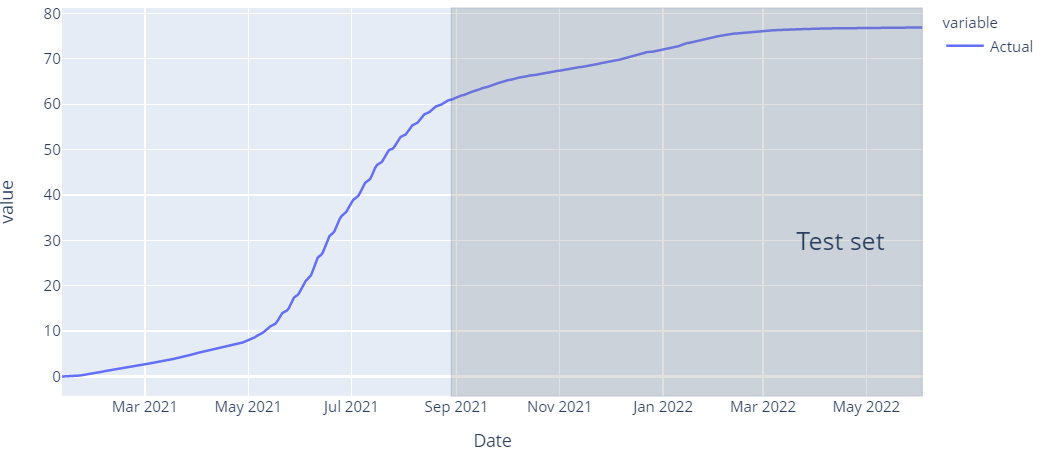 variable
Actual
80
70
60
50
40
30
20
10
0
value
Test set
Mar 2021
May 2021
Jul 2021
Sep 2021
Nov 2021
Jan 2022
Mar 2022
May 2022
Date